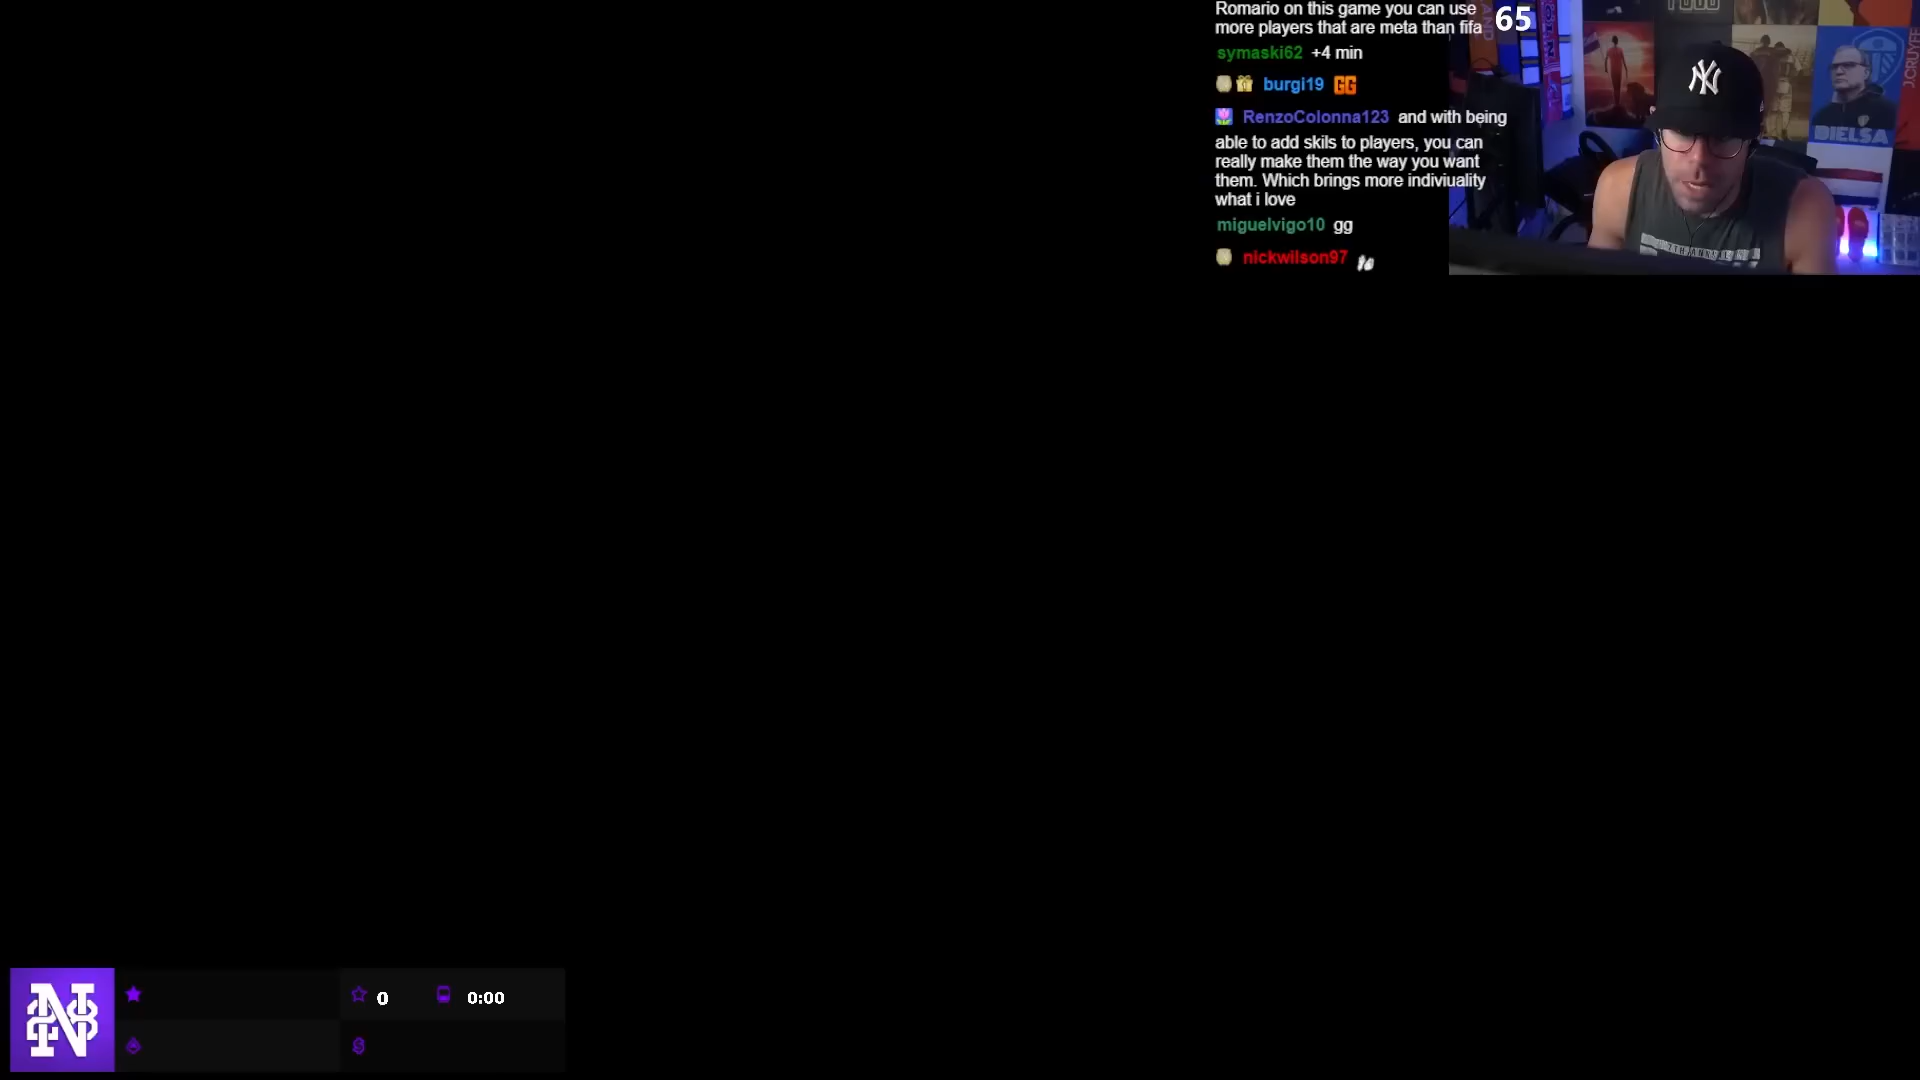 Romario on this game you can use
more players that are meta than fifa
65
symaski62 +4 min
burgi19 GG
RenzoColonna123 and with being
able to add skils to players, you can
really make them the way you want
them. Which brings more indiviuality
what i love
miguelvigo10 gg
nickwilson97
NY
BIELSA
J.CRUYFF
0
0:00